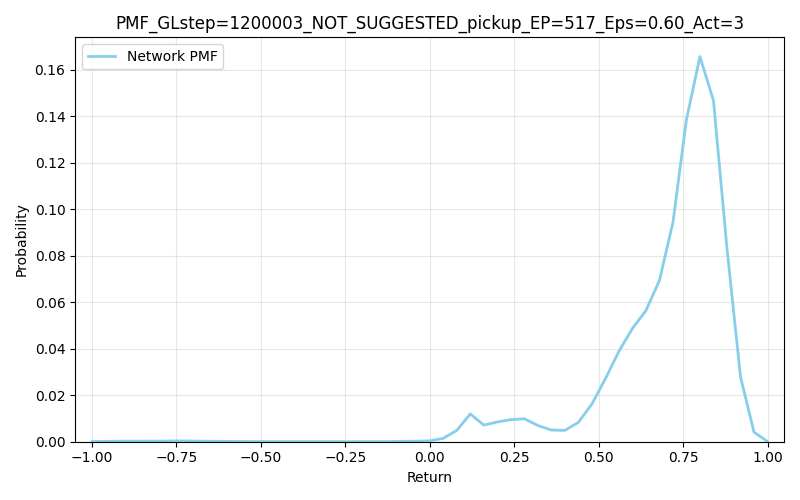 PMF_GLstep=1200003_NOT_SUGGESTED_pickup_EP=517_Eps=0.60_Act=3
Network PMF
0.16
0.14
0.12
0.10
0.08
0.06
0.04
0.02
0.00
Probability
−1.00 −0.75 −0.50 −0.25 0.00 0.25 0.50 0.75 1.00
Return